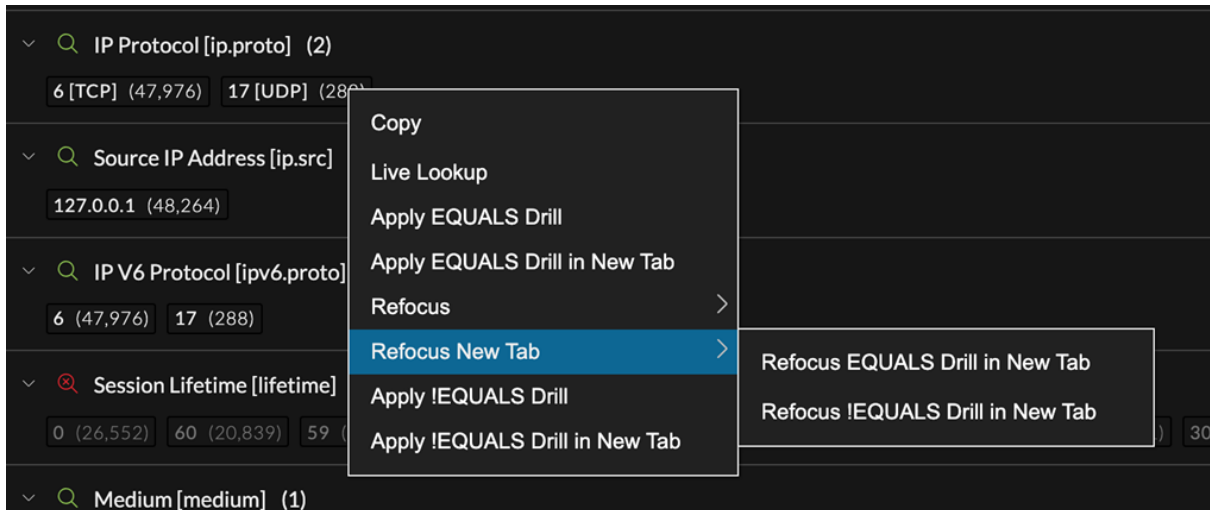 IP Protocol [ip.proto] (2)
6 [TCP] (47,976) 17 [UDP] (288)
Source IP Address [ip.src]
127.0.0.1 (48,264)
IP V6 Protocol [ipv6.proto]
6 (47,976) 17 (288)
Session Lifetime [lifetime]
0 (26,552) 60 (20,839) 59 (
) 30
Medium [medium] (1)
Copy
Live Lookup
Apply EQUALS Drill
Apply EQUALS Drill in New Tab
Refocus
Refocus New Tab
Apply !EQUALS Drill
Apply !EQUALS Drill in New Tab
Refocus EQUALS Drill in New Tab
Refocus !EQUALS Drill in New Tab